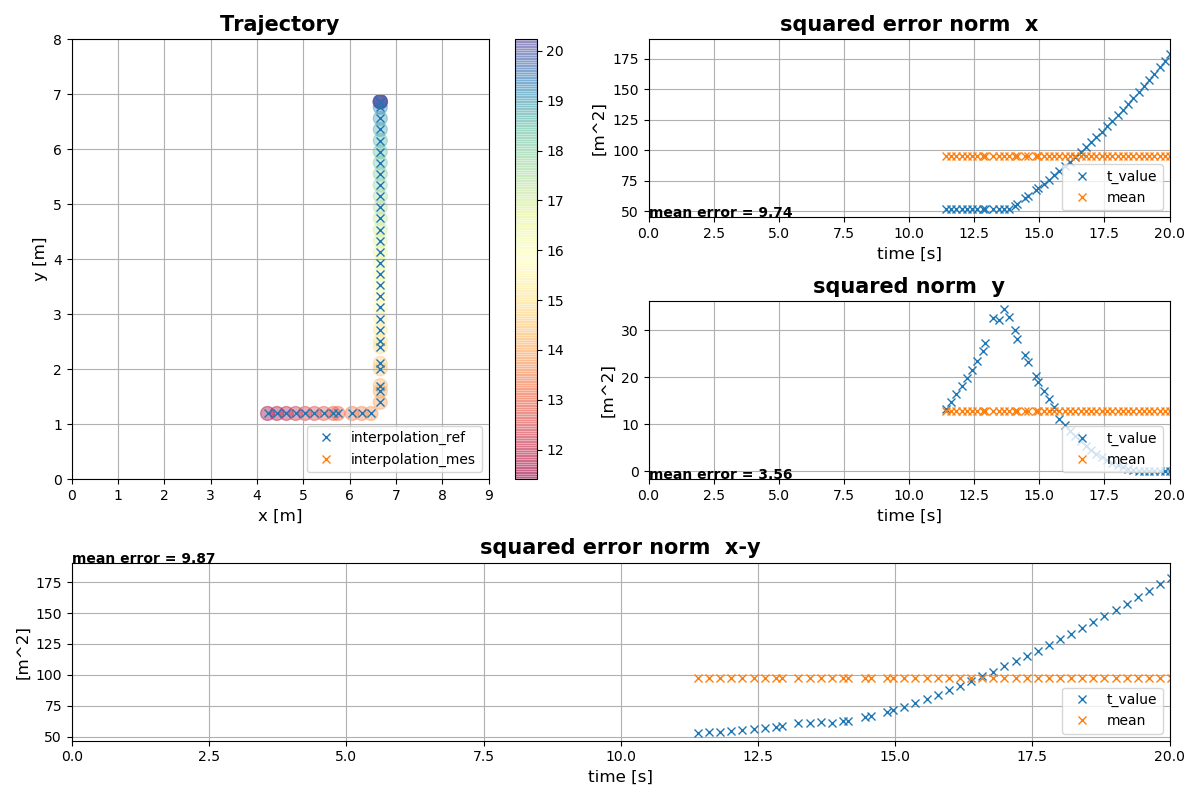 Trajectory
8
7
6
5
4
3
2
1
0
y [m]
0 1 2 3 4 5 6 7 8 9
x [m]
interpolation_ref
interpolation_mes
20
19
18
17
16
15
14
13
12
squared error norm  x
175
150
125
100
75
50
[m^2]
mean error = 9.74
t_value
mean
0.0 2.5 5.0 7.5 10.0 12.5 15.0 17.5 20.0
time [s]
squared norm  y
30
20
10
0
[m^2]
mean error = 3.56
t_value
mean
0.0 2.5 5.0 7.5 10.0 12.5 15.0 17.5 20.0
time [s]
squared error norm  x-y
mean error = 9.87
175
150
125
100
75
50
[m^2]
t_value
mean
0.0 2.5 5.0 7.5 10.0 12.5 15.0 17.5 20.0
time [s]